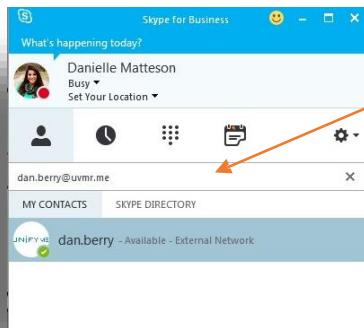 Skype for Business
What's happening today?
Danielle Matteson
Busy
Set Your Location
dan.berry@uvmr.me
MY CONTACTS SKYPE DIRECTORY
UNIFY ME
dan.berry - Available - External Network